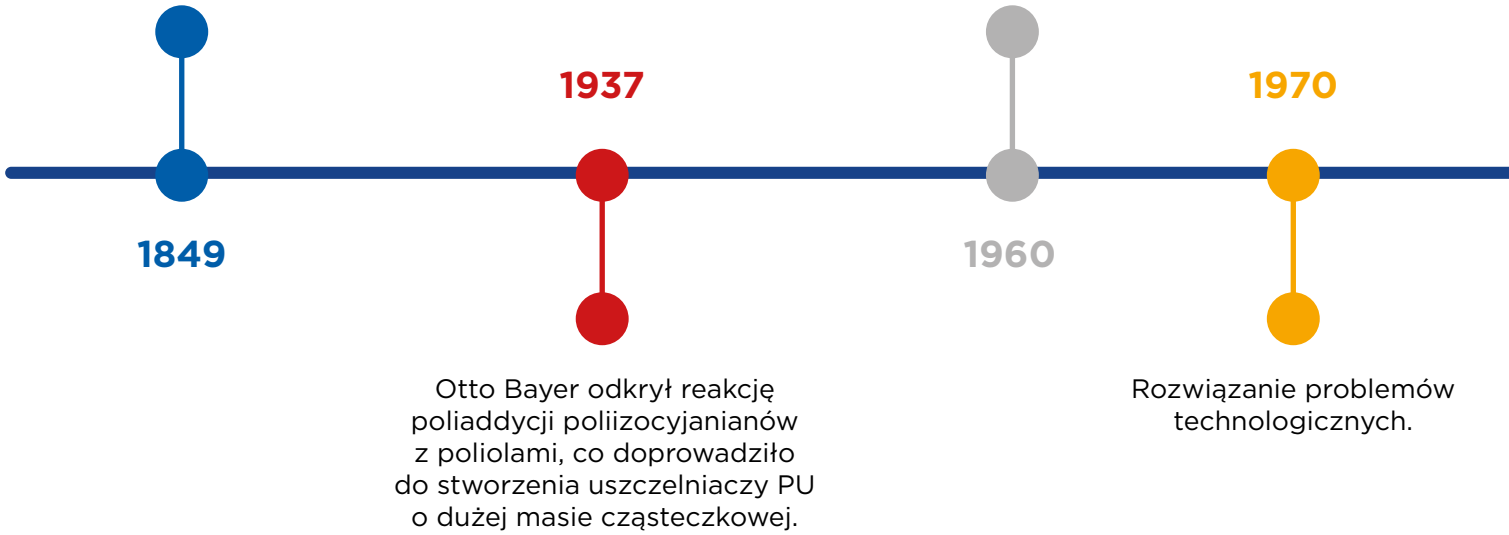 1937
1970
1849
1960
Otto Bayer odkrył reakcję
poliaddycji poliizocyjanianów
z poliolami, co doprowadziło
do stworzenia uszczelniaczy PU
o dużej masie cząsteczkowej.
Rozwiązanie problemów
technologicznych.